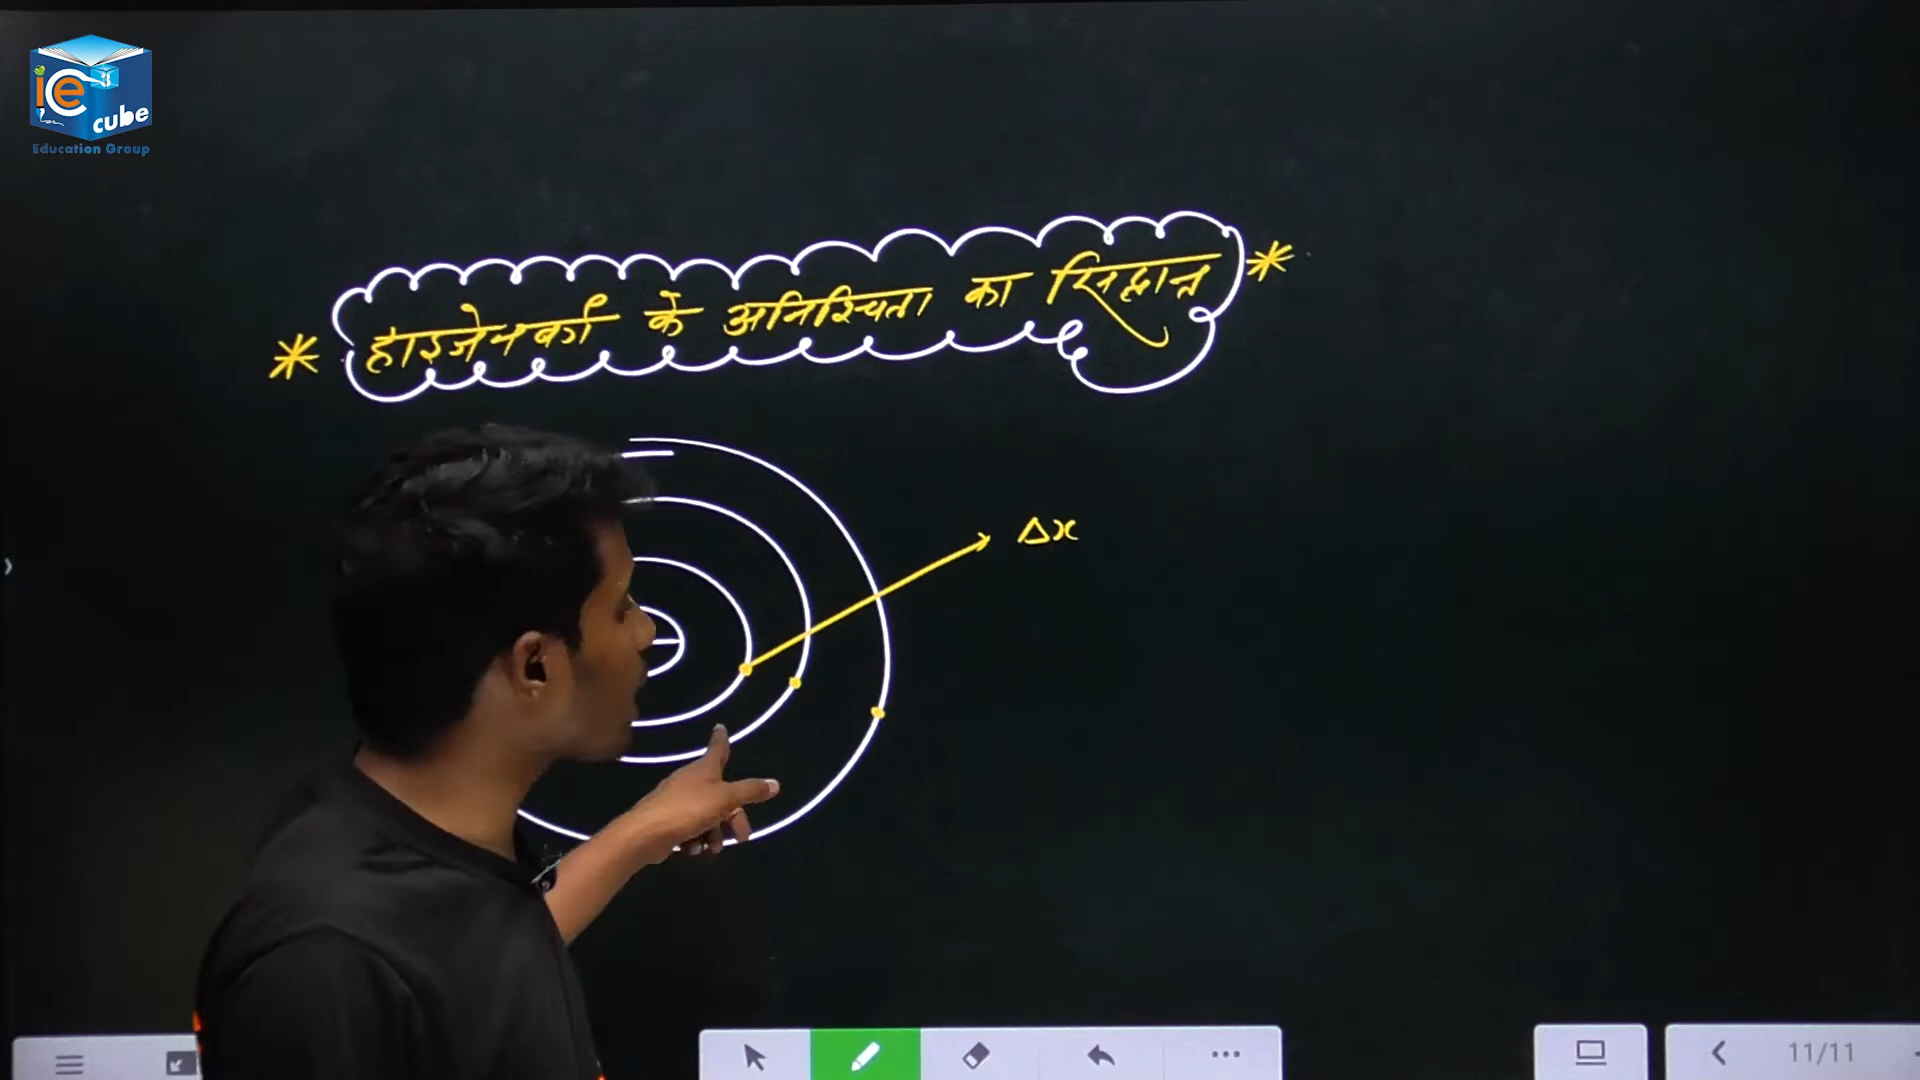 iCe
cube
Education Group
* हाइजेनबर्ग के अनिश्चितता का सिद्धान्त *
Δx
11/11